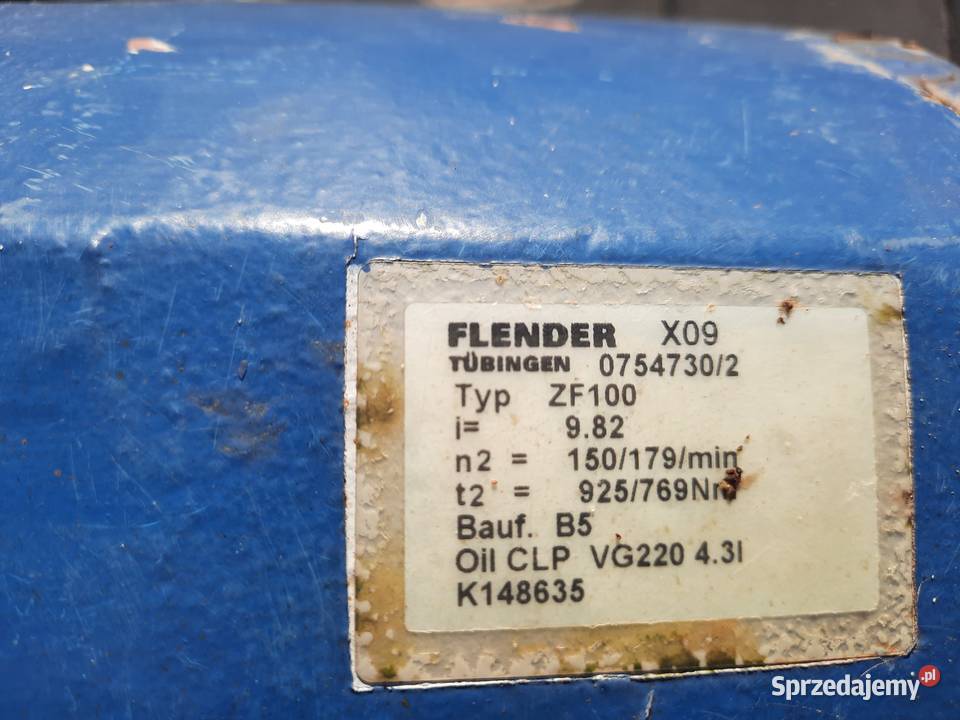 FLENDER X09
TÜBINGEN 0754730/2
Typ ZF100
i= 9.82
n2 = 150/179/min
t2 = 925/769Nm
Bauf. B5
Oil CLP VG220 4.3l
K148635
Sprzedajemy.pl